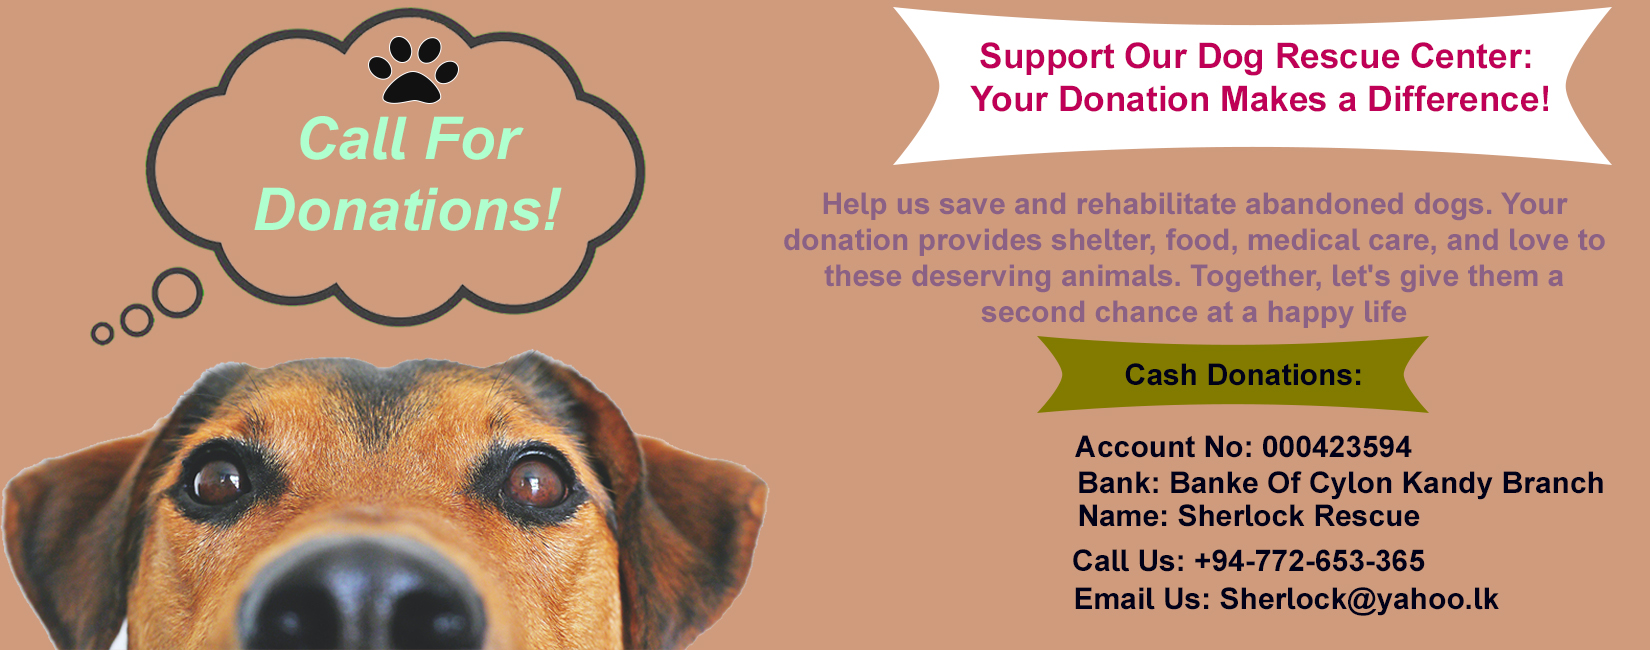 Call For
Donations!
Support Our Dog Rescue Center:
Your Donation Makes a Difference!
Help us save and rehabilitate abandoned dogs. Your
donation provides shelter, food, medical care, and love to
these deserving animals. Together, let's give them a
second chance at a happy life
Cash Donations:
Account No: 000423594
Bank: Banke Of Cylon Kandy Branch
Name: Sherlock Rescue
Call Us: +94-772-653-365
Email Us: Sherlock@yahoo.lk